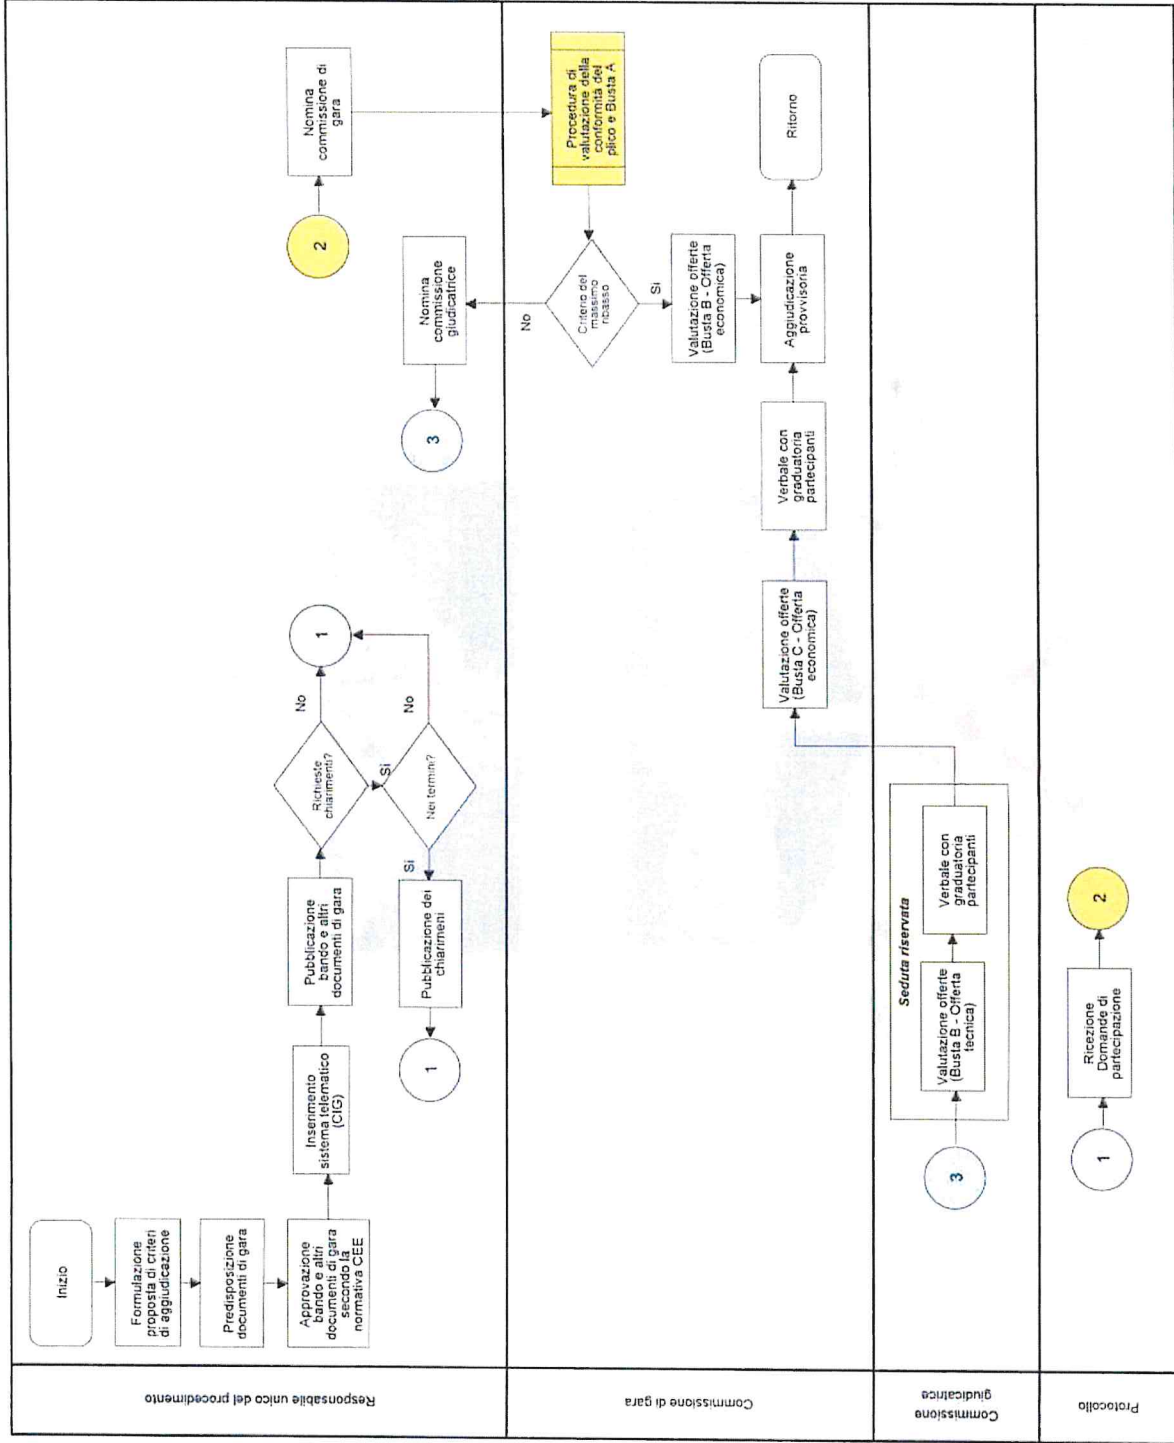 Responsabile unico del procedimento
Inizio
Formulazione
proposta di criteri
di aggiudicazione
Predisposizione
documenti di gara
Approvazione
bando e altri
documenti di gara
secondo la
normativa CEE
Inserimento
sistema telematico
(CIG)
Pubblicazione
bando e altri
documenti di gara
Richieste
chiarimenti?
No
1
Si
Nei termini?
No
Si
Pubblicazione dei
chiarimeni
1
2
Nomina
commissione di
gara
Nomina
commissione
giudicatrice
3
Commissione di gara
Procedura di
valutazione della
conformità del
plico e Busta A
Criterio del
massimo
ribasso
No
Si
Valutazione offerte
(Busta B - Offerta
economica)
Valutazione offerte
(Busta C - Offerta
economica)
Verbale con
graduatoria
partecipanti
Aggiudicazione
provvisoria
Ritorno
Commissione
giudicatrice
Seduta riservata
3
Valutazione offerte
(Busta B - Offerta
tecnica)
Verbale con
graduatoria
partecipanti
Protocollo
1
Ricezione
Domande di
partecipazione
2